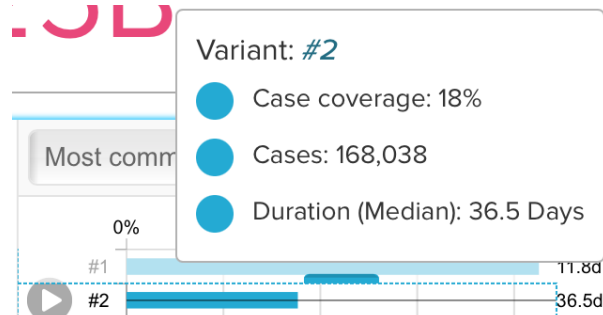 Variant: #2
Case coverage: 18%
Cases: 168,038
Duration (Median): 36.5 Days
Most
0%
#1
11.8d
#2
36.5d